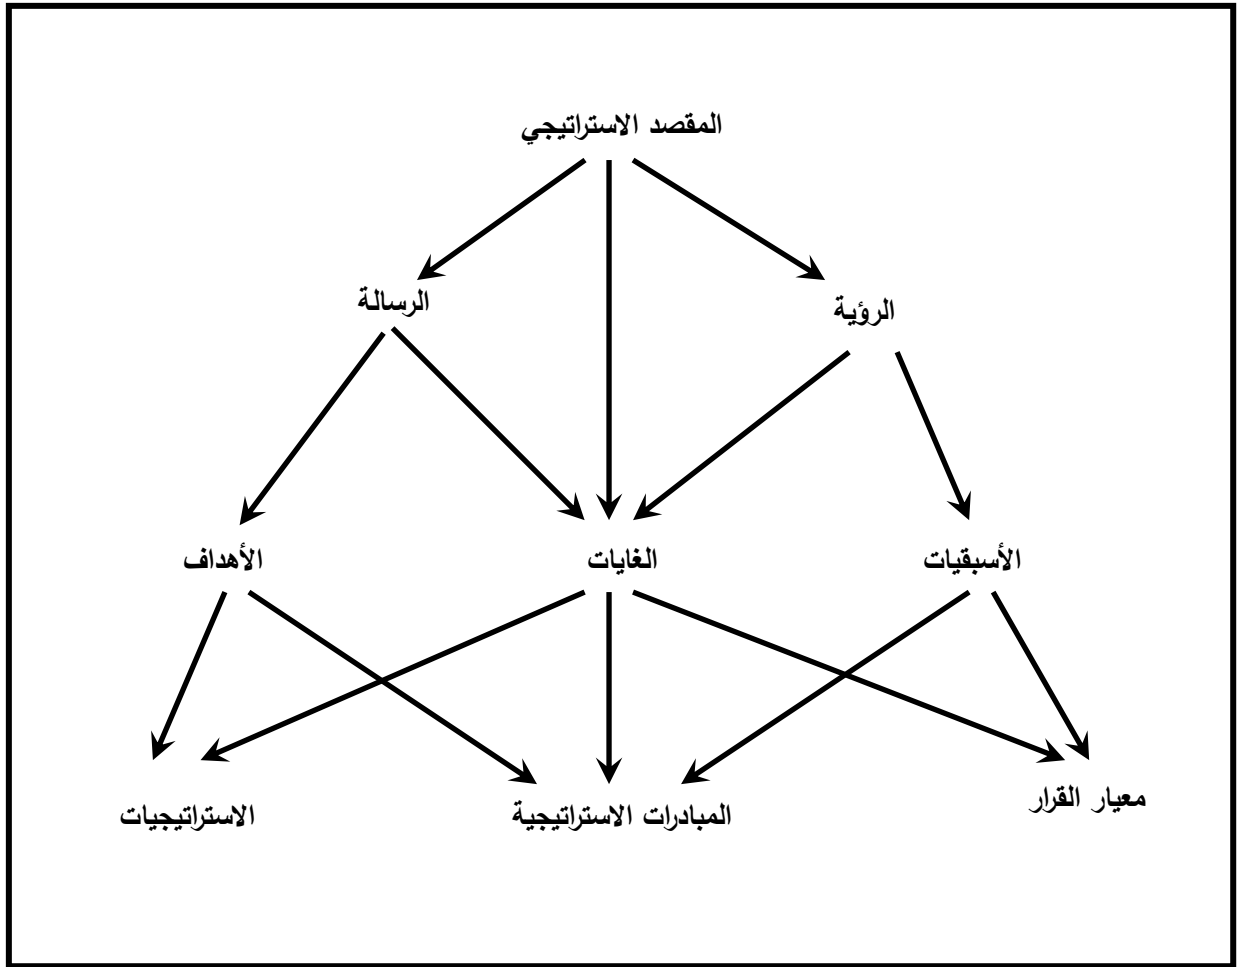 المقصد الاستراتيجي
الرؤية
الرسالة
الأسبقيات
الغايات
الأهداف
معيار القرار
المبادرات الاستراتيجية
الاستراتيجيات